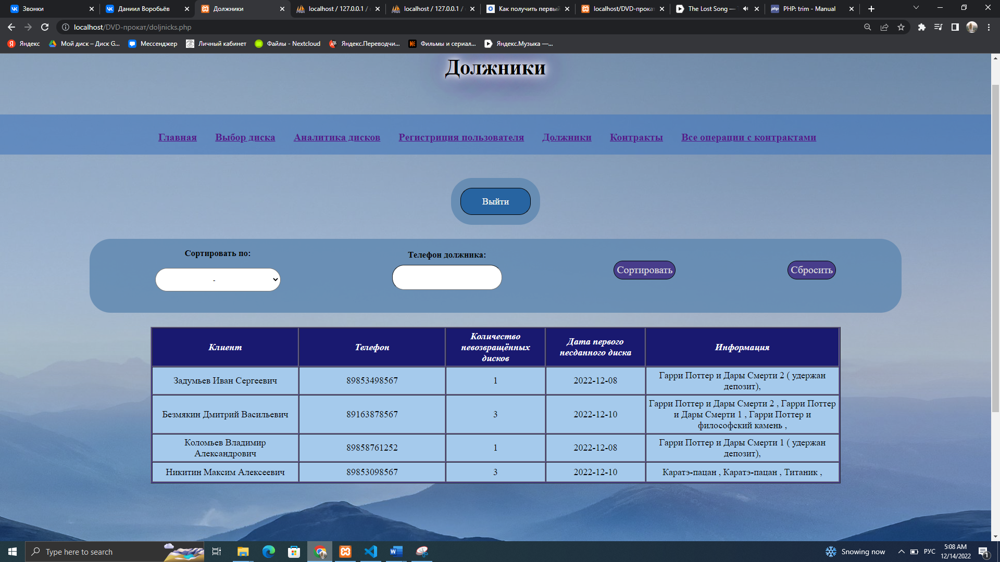 Звонки
Даниил Воробьёв
Должники
localhost / 127.0.0.1 /
localhost / 127.0.0.1 /
Как получить первый
localhost/DVD-прокат
The Lost Song —
PHP: trim - Manual
localhost/DVD-прокат/doljnicks.php
Яндекс
Мой диск – Диск G...
Мессенджер
Личный кабинет
Файлы - Nextcloud
Яндекс.Переводчи...
Фильмы и сериал...
Яндекс.Музыка —...
Должники
Главная
Выбор диска
Аналитика дисков
Регистриция пользователя
Должники
Контракты
Все операции с контрактами
Выйти
Сортировать по:
-
Телефон должника:
Сортировать
Сбросить
Клиент
Телефон
Количество
невозвращённых
дисков
Дата первого
несданного диска
Информация
Задумьев Иван Сергеевич
89853498567
1
2022-12-08
Гарри Поттер и Дары Смерти 2 ( удержан
депозит),
Безмякин Дмитрий Васильевич
89163878567
3
2022-12-10
Гарри Поттер и Дары Смерти 2 , Гарри Поттер
и Дары Смерти 1 , Гарри Поттер и
философский камень ,
Коломьев Владимир
Александрович
89858761252
1
2022-12-08
Гарри Поттер и Дары Смерти 1 ( удержан
депозит),
Никитин Максим Алексеевич
89853098567
3
2022-12-10
Каратэ-пацан , Каратэ-пацан , Титаник ,
Type here to search
Snowing now
РУС
5:08 AM
12/14/2022
1